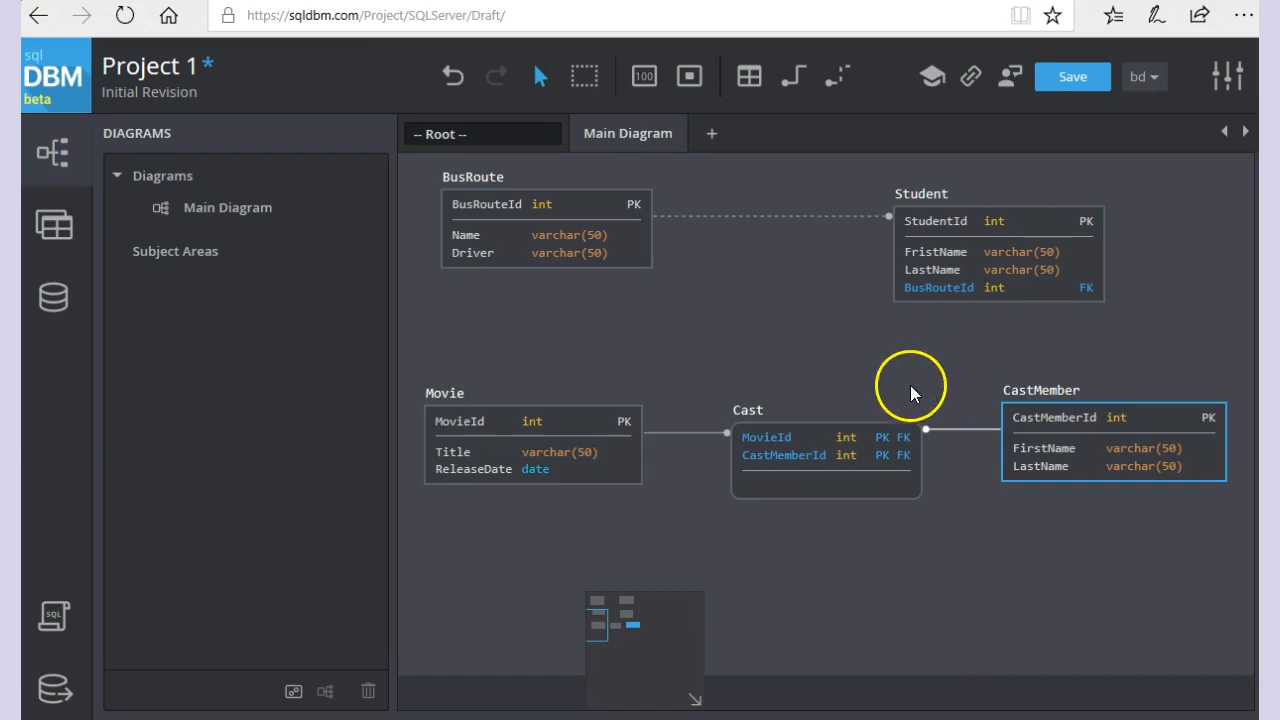 https://sqldbm.com/Project/SQLServer/Draft/
sql
DBM
beta
Project 1*
Initial Revision
100
Save
bd
DIAGRAMS
Diagrams
Main Diagram
Subject Areas
SQL
-- Root --
Main Diagram
+
BusRoute
BusRouteId int PK
Name varchar(50)
Driver varchar(50)
Student
StudentId int PK
FristName varchar(50)
LastName varchar(50)
BusRouteId int FK
Movie
MovieId int PK
Title varchar(50)
ReleaseDate date
Cast
MovieId int PK FK
CastMemberId int PK FK
CastMember
CastMemberId int PK
FirstName varchar(50)
LastName varchar(50)